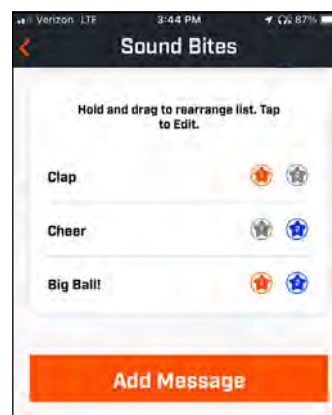 Verizon LTE 3:44 PM 87%
Sound Bites
Hold and drag to rearrange list. Tap
to Edit.
Clap
Cheer
Big Ball!
Add Message